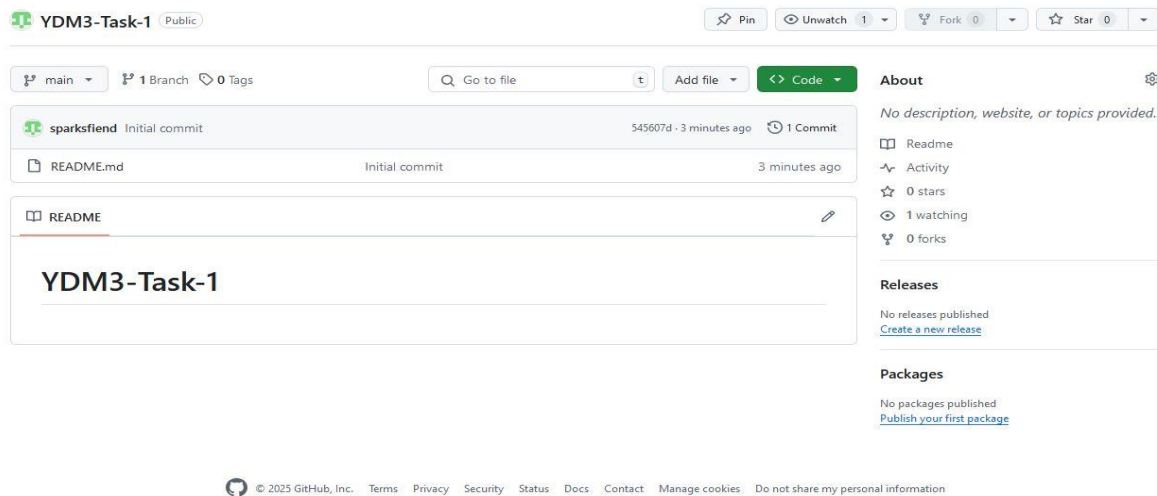 YDM3-Task-1 Public
Pin Unwatch 1 Fork 0 Star 0
main 1 Branch 0 Tags Go to file t Add file Code
sparksfiend Initial commit 545607d · 3 minutes ago 1 Commit
README.md Initial commit 3 minutes ago
README
YDM3-Task-1
About
No description, website, or topics provided.
Readme
Activity
0 stars
1 watching
0 forks
Releases
No releases published
Create a new release
Packages
No packages published
Publish your first package
© 2025 GitHub, Inc. Terms Privacy Security Status Docs Contact Manage cookies Do not share my personal information